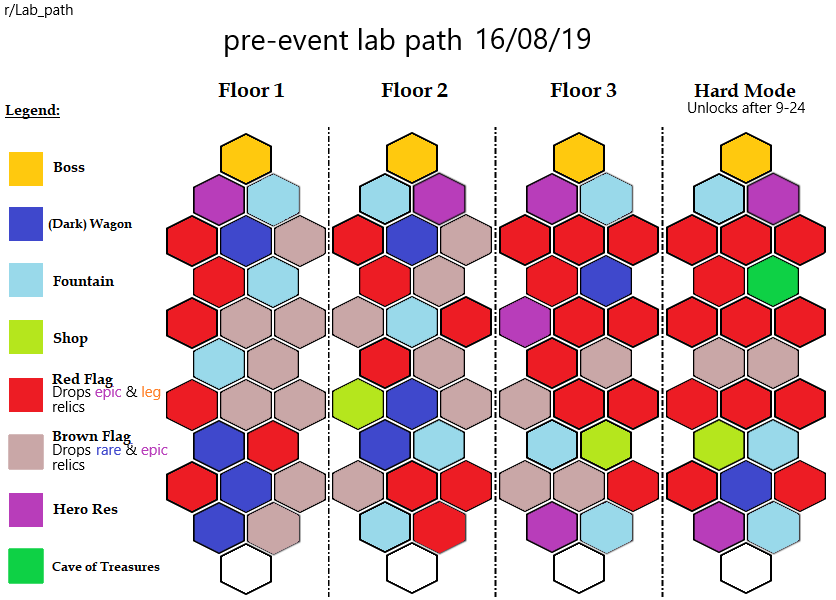 r/Lab_path
pre-event lab path 16/08/19
Floor 1
Floor 2
Floor 3
Hard Mode
Unlocks after 9-24
Legend:
Boss
(Dark) Wagon
Fountain
Shop
Red Flag
Drops epic & leg
relics
Brown Flag
Drops rare & epic
relics
Hero Res
Cave of Treasures